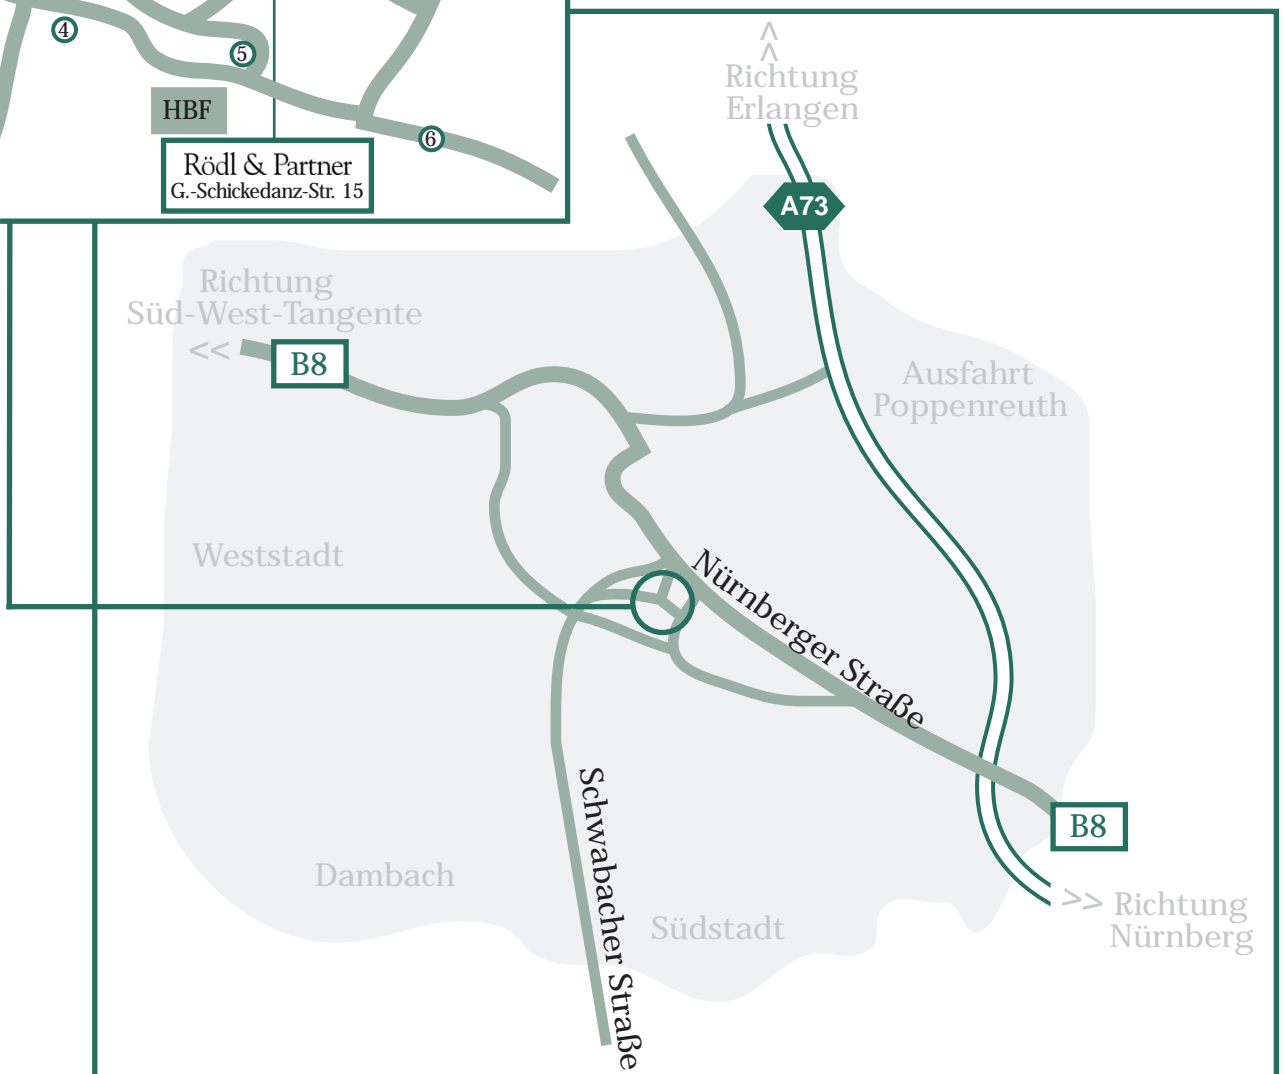 4
5
HBF
6
Rödl & Partner
G.-Schickedanz-Str. 15
^
^
Richtung
Erlangen
A73
Richtung
Süd-West-Tangente
<<
B8
Ausfahrt
Poppenreuth
Weststadt
Nürnberger Straße
Schwabacher Straße
B8
Dambach
Südstadt
>> Richtung
Nürnberg